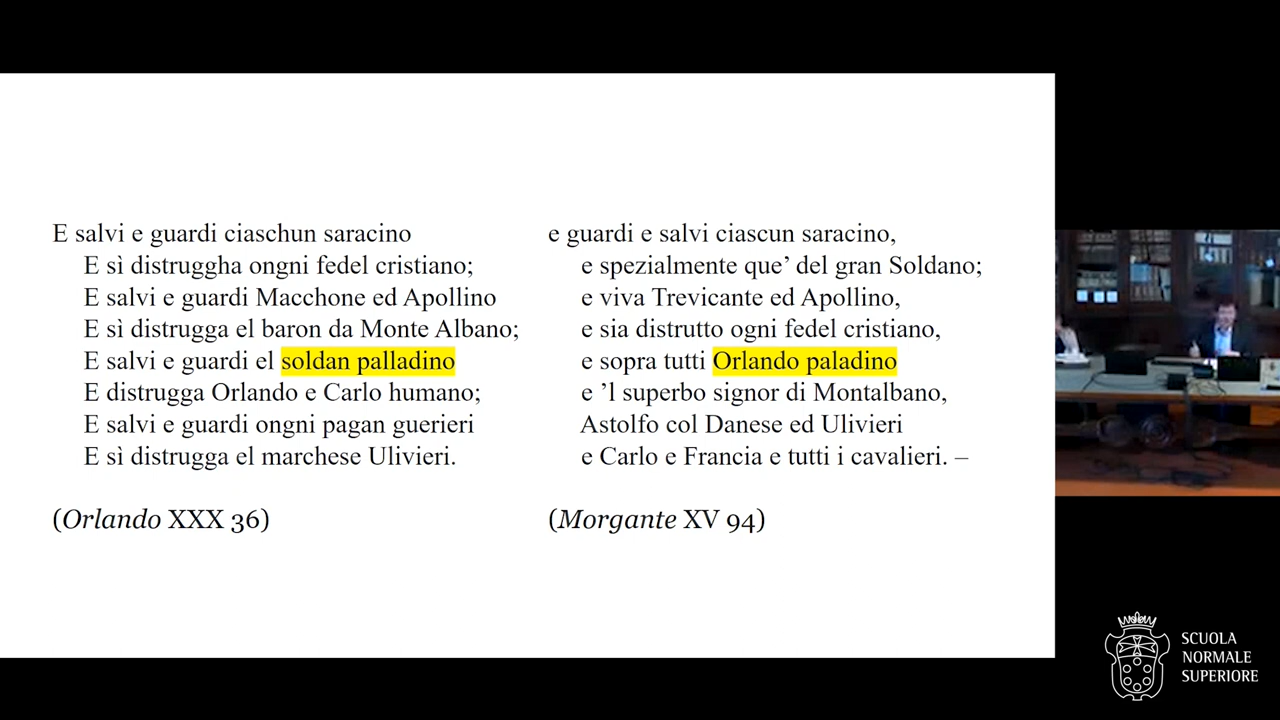 E salvi e guardi ciaschun saracino
E sì distruggha ongni fedel cristiano;
E salvi e guardi Macchone ed Apollino
E sì distrugga el baron da Monte Albano;
E salvi e guardi el soldan palladino
E distrugga Orlando e Carlo humano;
E salvi e guardi ongni pagan guerieri
E sì distrugga el marchese Ulivieri.
(Orlando XXX 36)
e guardi e salvi ciascun saracino,
e spezialmente que’ del gran Soldano;
e viva Trevicante ed Apollino,
e sia distrutto ogni fedel cristiano,
e sopra tutti Orlando paladino
e ’l superbo signor di Montalbano,
Astolfo col Danese ed Ulivieri
e Carlo e Francia e tutti i cavalieri. –
(Morgante XV 94)
SCUOLA
NORMALE
SUPERIORE